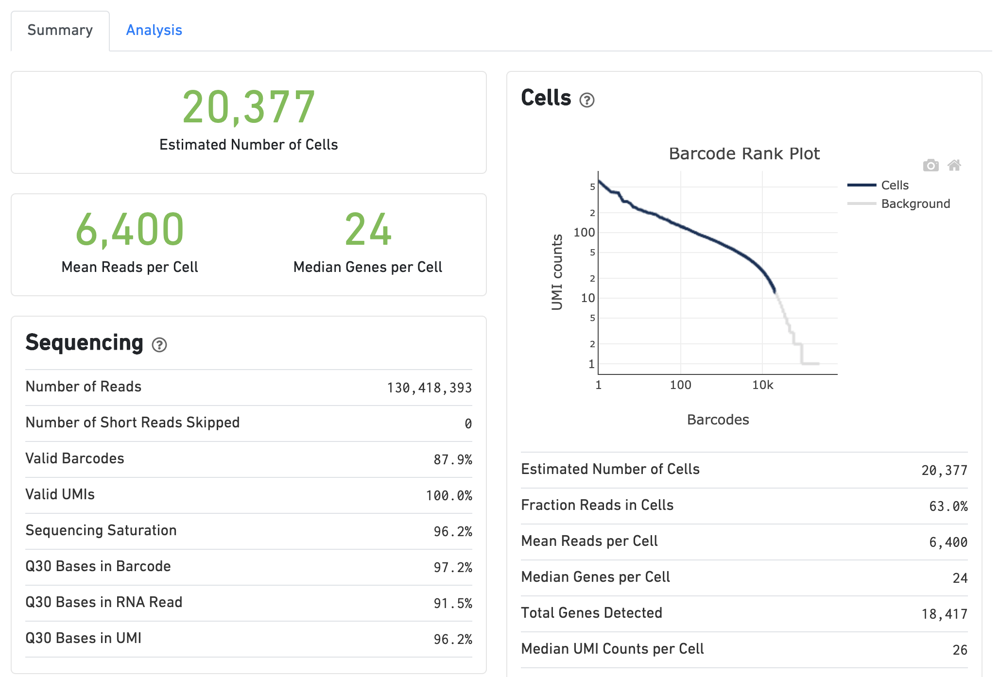 Summary
Analysis
20,377
Estimated Number of Cells
6,400
Mean Reads per Cell
24
Median Genes per Cell
Sequencing ?
Number of Reads 130,418,393
Number of Short Reads Skipped 0
Valid Barcodes 87.9%
Valid UMIs 100.0%
Sequencing Saturation 96.2%
Q30 Bases in Barcode 97.2%
Q30 Bases in RNA Read 91.5%
Q30 Bases in UMI 96.2%
Cells ?
Barcode Rank Plot
Cells
Background
UMI counts
5
2
100
5
2
10
5
2
1
1 100 10k
Barcodes
Estimated Number of Cells 20,377
Fraction Reads in Cells 63.0%
Mean Reads per Cell 6,400
Median Genes per Cell 24
Total Genes Detected 18,417
Median UMI Counts per Cell 26